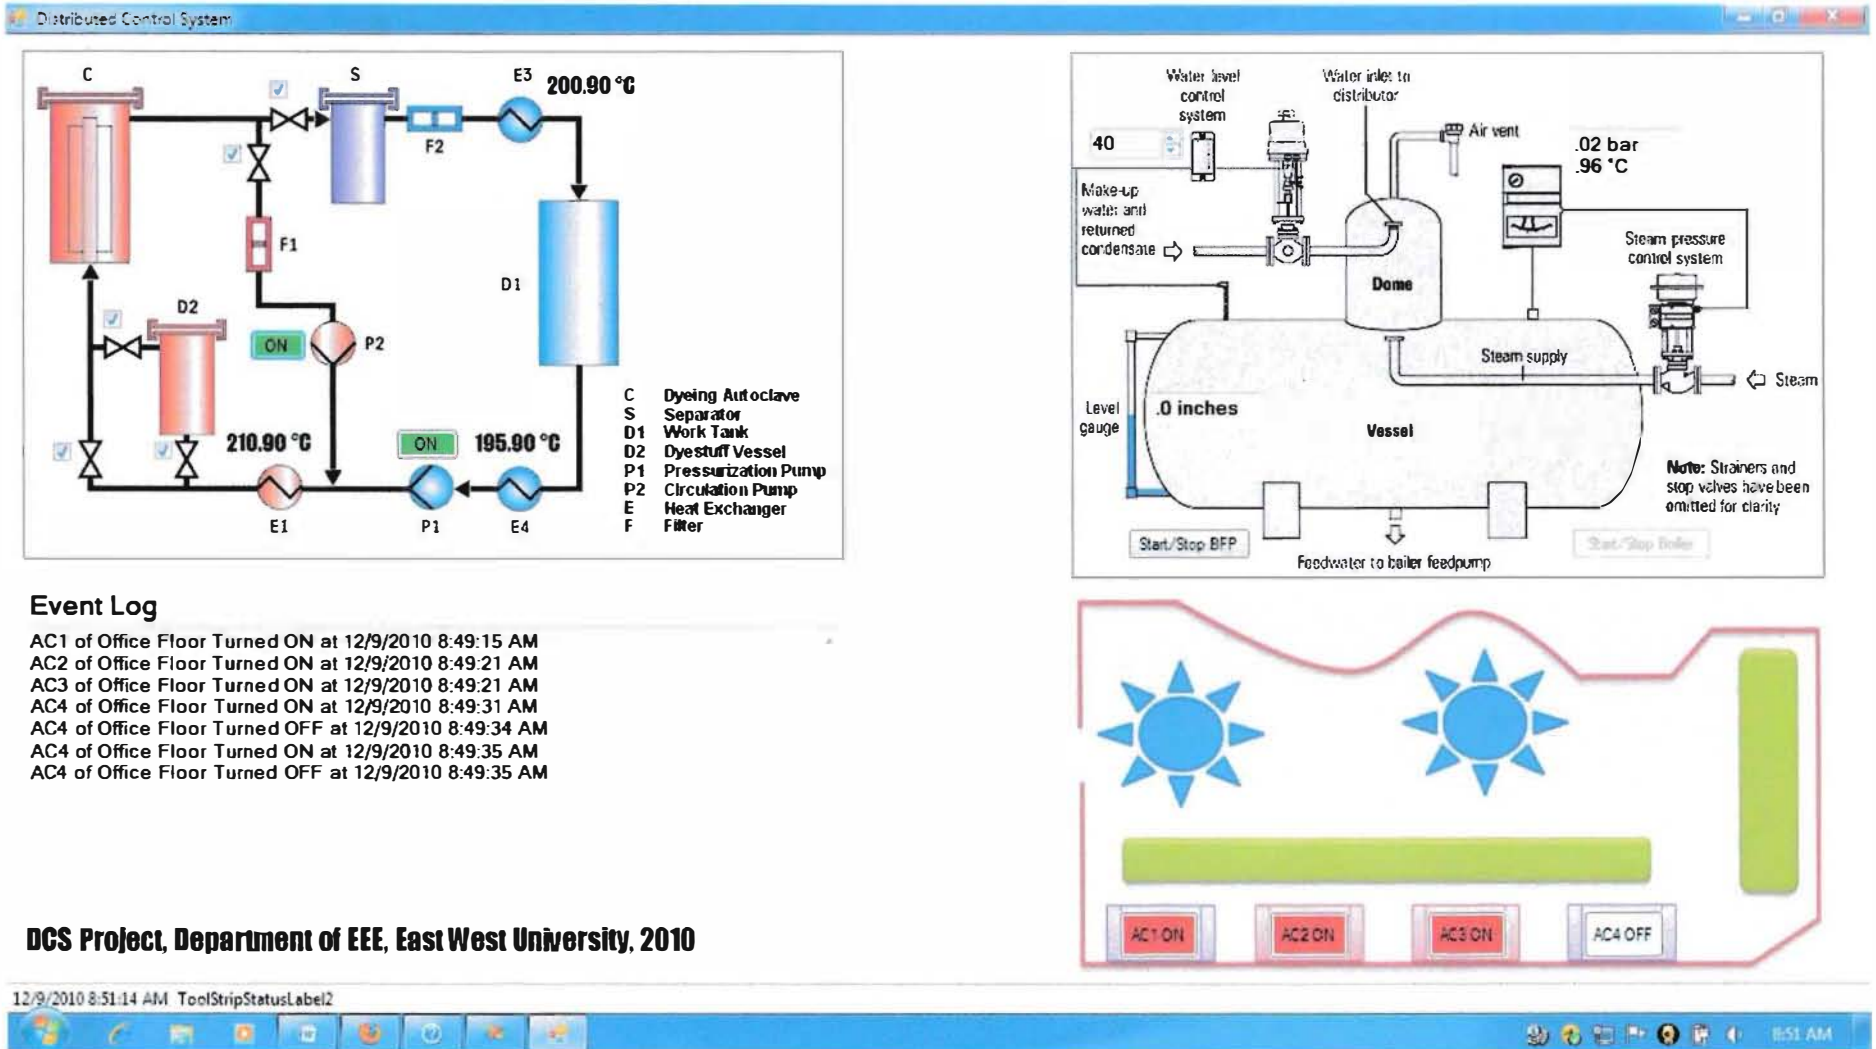 Distributed Control System
C
S
E3
200.90 °C
F2
F1
D1
D2
ON
P2
C Dyeing Autoclave
S Separator
D1 Work Tank
D2 Dyestuff Vessel
P1 Pressurization Pump
P2 Circulation Pump
E Heat Exchanger
F Filter
210.90 °C
ON
195.90 °C
E1
P1
E4
Water level
control
system
Water inlet to
distributor
40
Air vent
.02 bar
.96 °C
Make-up
water and
returned
condensate
Steam pressure
control system
Dome
Steam supply
Steam
Level
gauge
.0 inches
Vessel
Note: Strainers and
stop valves have been
omitted for clarity
Start/Stop BFP
Start/Stop Boiler
Feedwater to boiler feedpump
Event Log
AC1 of Office Floor Turned ON at 12/9/2010 8:49:15 AM
AC2 of Office Floor Turned ON at 12/9/2010 8:49:21 AM
AC3 of Office Floor Turned ON at 12/9/2010 8:49:21 AM
AC4 of Office Floor Turned ON at 12/9/2010 8:49:31 AM
AC4 of Office Floor Turned OFF at 12/9/2010 8:49:34 AM
AC4 of Office Floor Turned ON at 12/9/2010 8:49:35 AM
AC4 of Office Floor Turned OFF at 12/9/2010 8:49:35 AM
AC1 ON
AC2 ON
AC3 ON
AC4 OFF
DCS Project, Department of EEE, East West University, 2010
12/9/2010 8:51:14 AM ToolStripStatusLabel2
8:51 AM